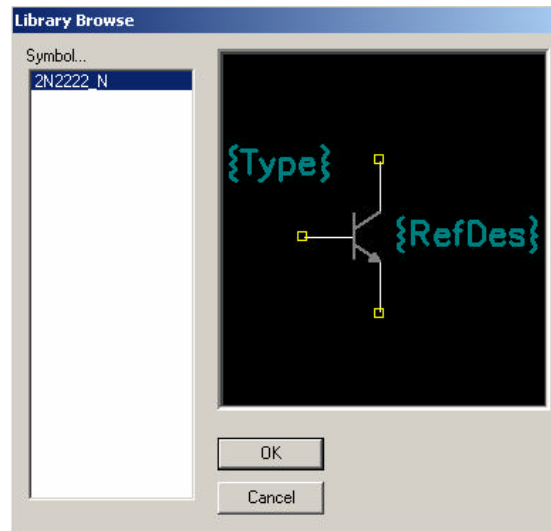 Library Browse
Symbol...
2N2222_N
{Type}
{RefDes}
OK
Cancel